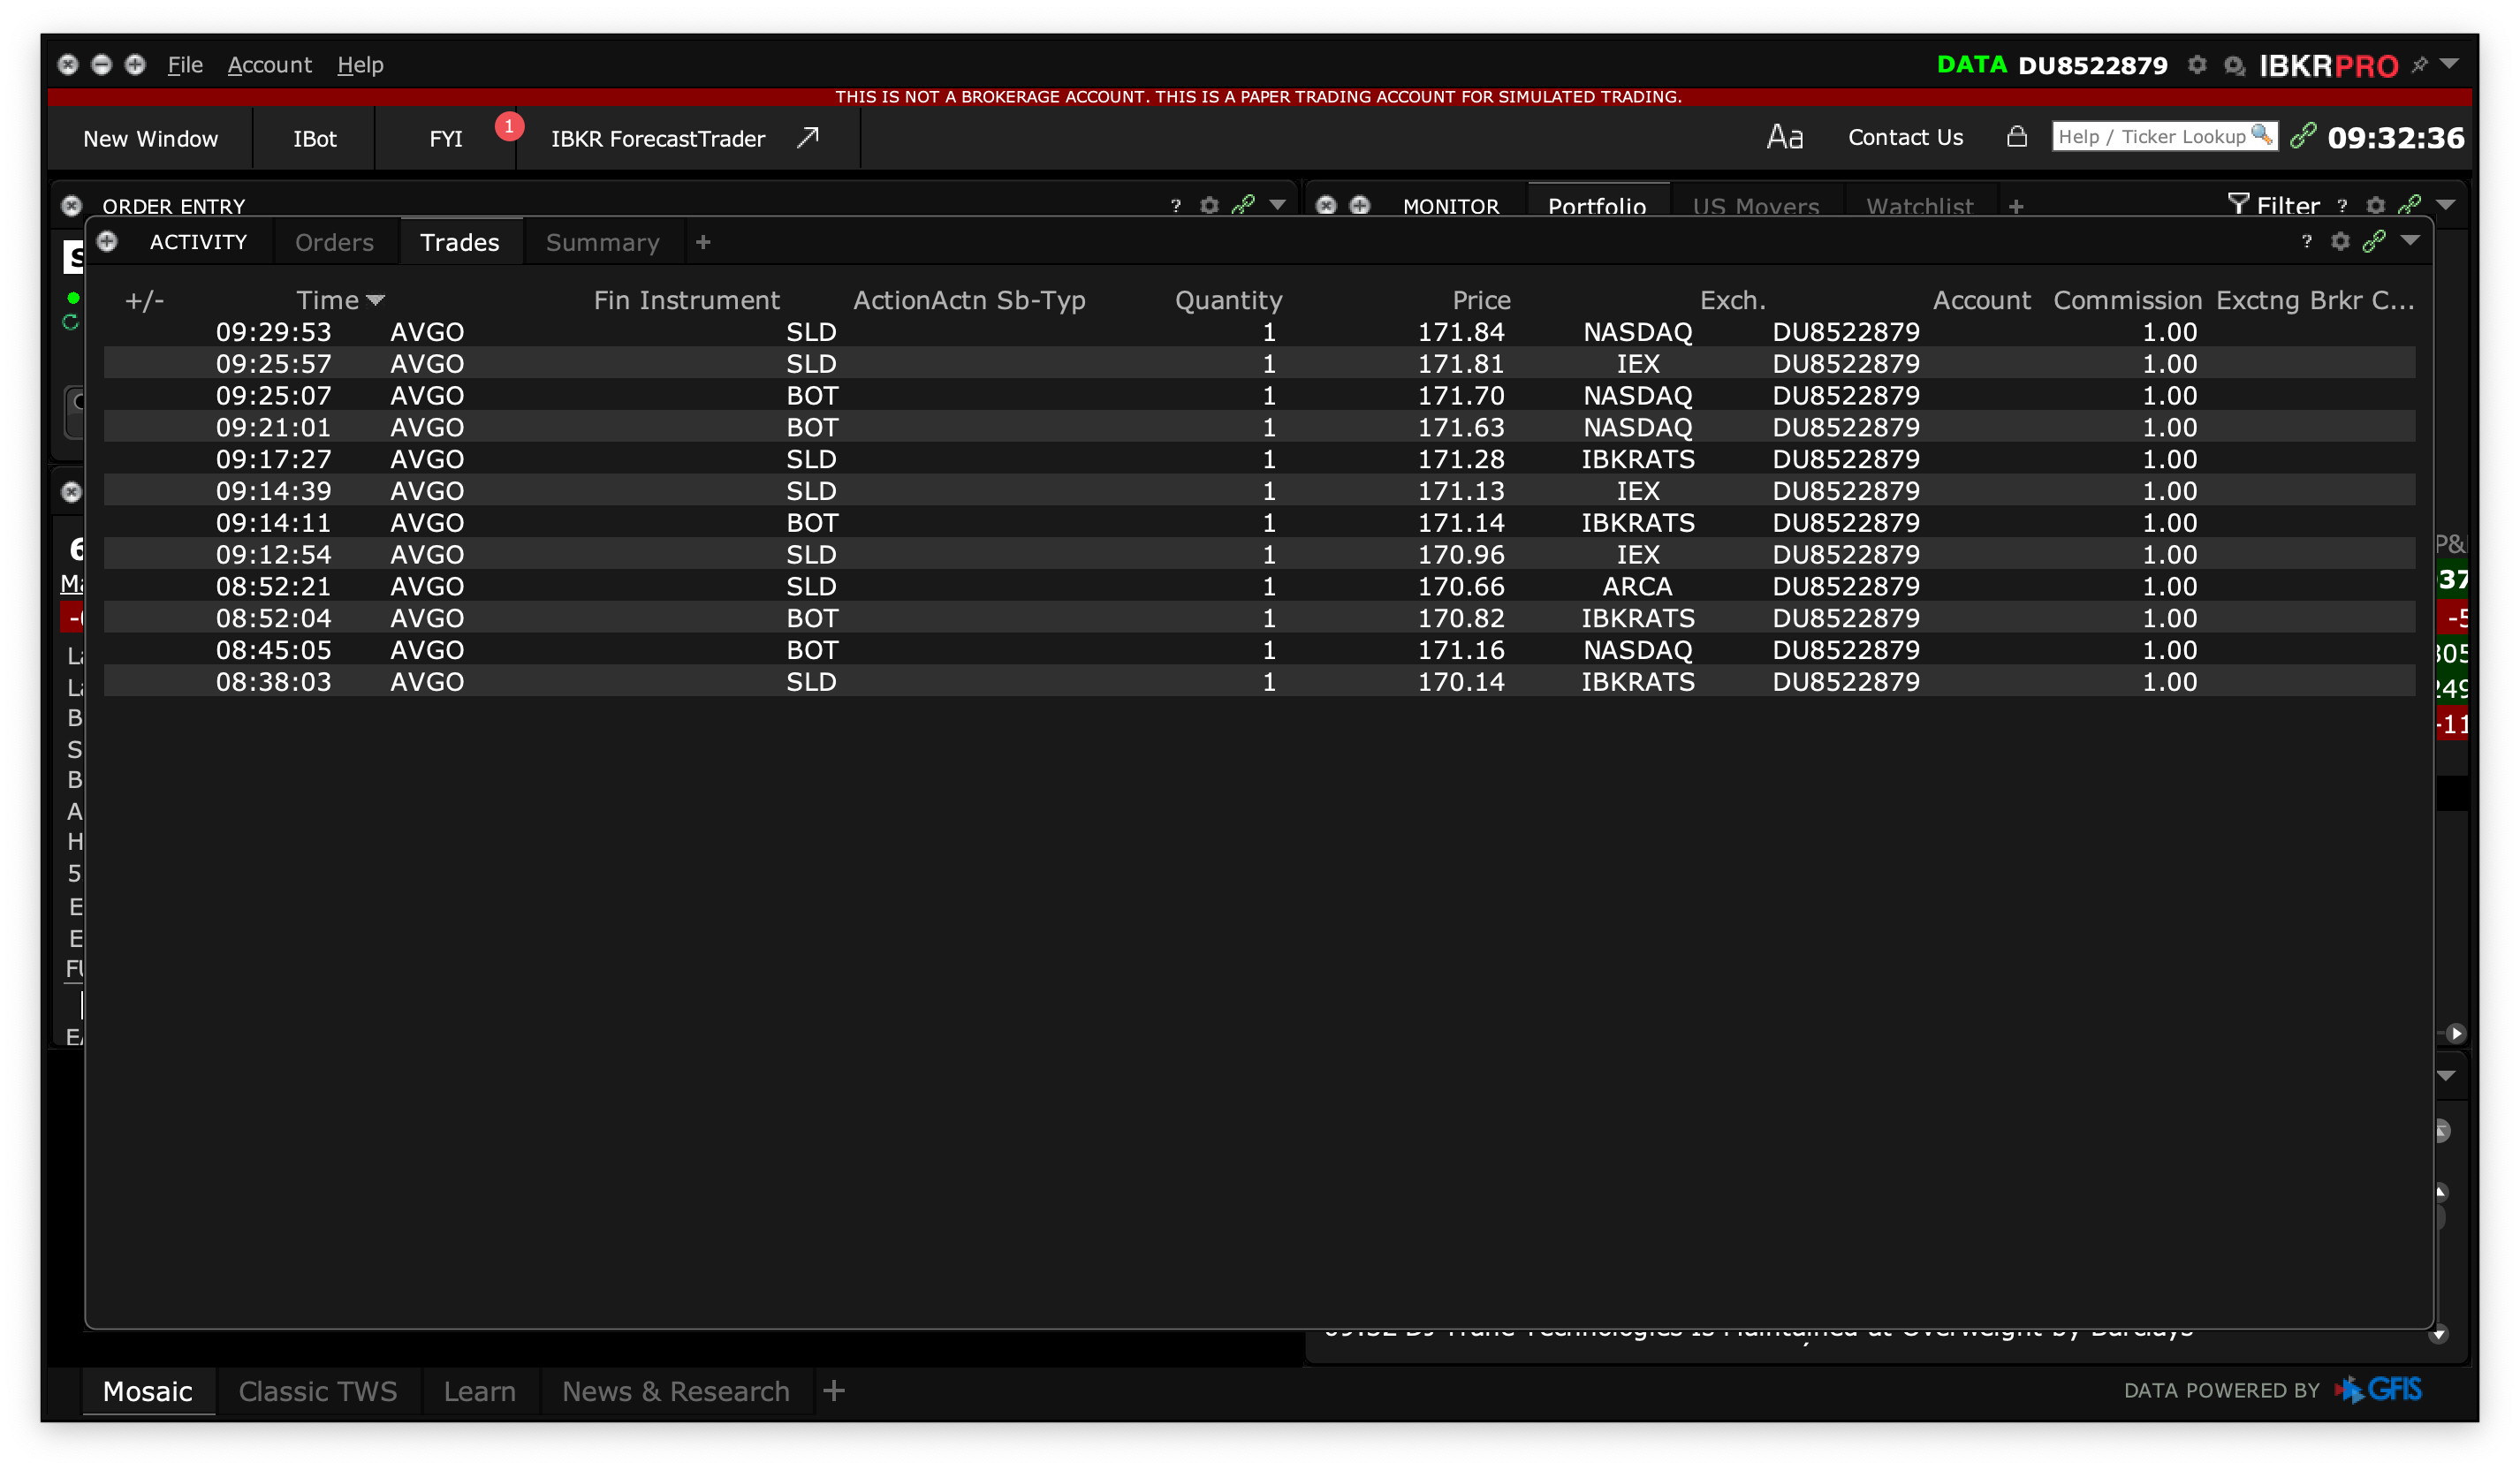 File Account Help DATA DU8522879 IBKRPRO
THIS IS NOT A BROKERAGE ACCOUNT. THIS IS A PAPER TRADING ACCOUNT FOR SIMULATED TRADING.
New Window IBot FYI 1 IBKR ForecastTrader Aa Contact Us Help / Ticker Lookup 09:32:36
ORDER ENTRY ? MONITOR Portfolio US Movers Watchlist + Filter ?
ACTIVITY Orders Trades Summary + ?
+/- Time Fin Instrument Action Actn Sb-Typ Quantity Price Exch. Account Commission Exctng Brkr C...
09:29:53 AVGO SLD 1 171.84 NASDAQ DU8522879 1.00
09:25:57 AVGO SLD 1 171.81 IEX DU8522879 1.00
09:25:07 AVGO BOT 1 171.70 NASDAQ DU8522879 1.00
09:21:01 AVGO BOT 1 171.63 NASDAQ DU8522879 1.00
09:17:27 AVGO SLD 1 171.28 IBKRATS DU8522879 1.00
09:14:39 AVGO SLD 1 171.13 IEX DU8522879 1.00
09:14:11 AVGO BOT 1 171.14 IBKRATS DU8522879 1.00
09:12:54 AVGO SLD 1 170.96 IEX DU8522879 1.00
08:52:21 AVGO SLD 1 170.66 ARCA DU8522879 1.00
08:52:04 AVGO BOT 1 170.82 IBKRATS DU8522879 1.00
08:45:05 AVGO BOT 1 171.16 NASDAQ DU8522879 1.00
08:38:03 AVGO SLD 1 170.14 IBKRATS DU8522879 1.00
09:32 DJ Trane Technologies Is Maintained at Overweight by Barclays
Mosaic Classic TWS Learn News & Research + DATA POWERED BY GFIS